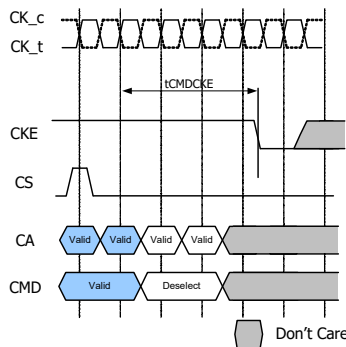 CK_c
CK_t
tCMDCKE
CKE
CS
CA Valid Valid Valid Valid
CMD Valid Deselect
Don't Care